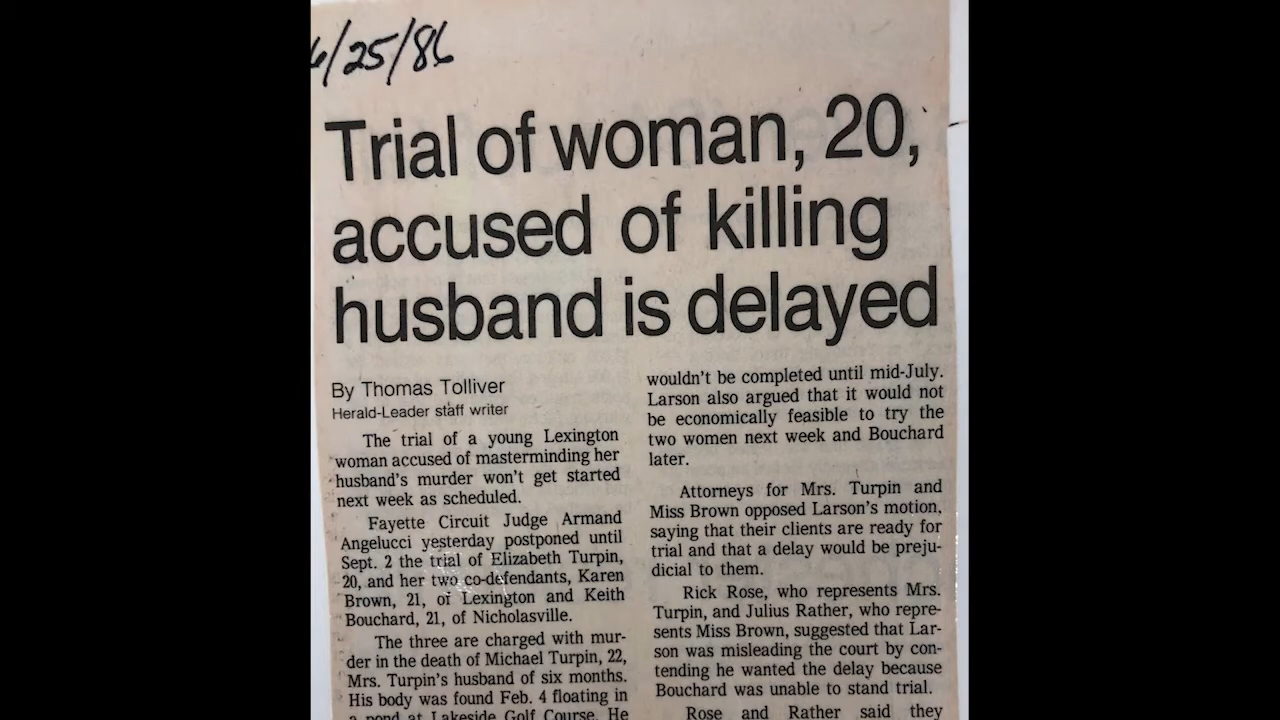 6/25/86
Trial of woman, 20,
accused of killing
husband is delayed
By Thomas Tolliver
Herald-Leader staff writer
The trial of a young Lexington
woman accused of masterminding her
husband's murder won't get started
next week as scheduled.
Fayette Circuit Judge Armand
Angelucci yesterday postponed until
Sept. 2 the trial of Elizabeth Turpin,
20, and her two co-defendants, Karen
Brown, 21, of Lexington and Keith
Bouchard, 21, of Nicholasville.
The three are charged with mur-
der in the death of Michael Turpin, 22,
Mrs. Turpin's husband of six months.
His body was found Feb. 4 floating in
a pond at Lakeside Golf Course. He
wouldn't be completed until mid-July.
Larson also argued that it would not
be economically feasible to try the
two women next week and Bouchard
later.
Attorneys for Mrs. Turpin and
Miss Brown opposed Larson's motion,
saying that their clients are ready for
trial and that a delay would be preju-
dicial to them.
Rick Rose, who represents Mrs.
Turpin, and Julius Rather, who repre-
sents Miss Brown, suggested that Lar-
son was misleading the court by con-
tending he wanted the delay because
Bouchard was unable to stand trial.
Rose and Rather said they